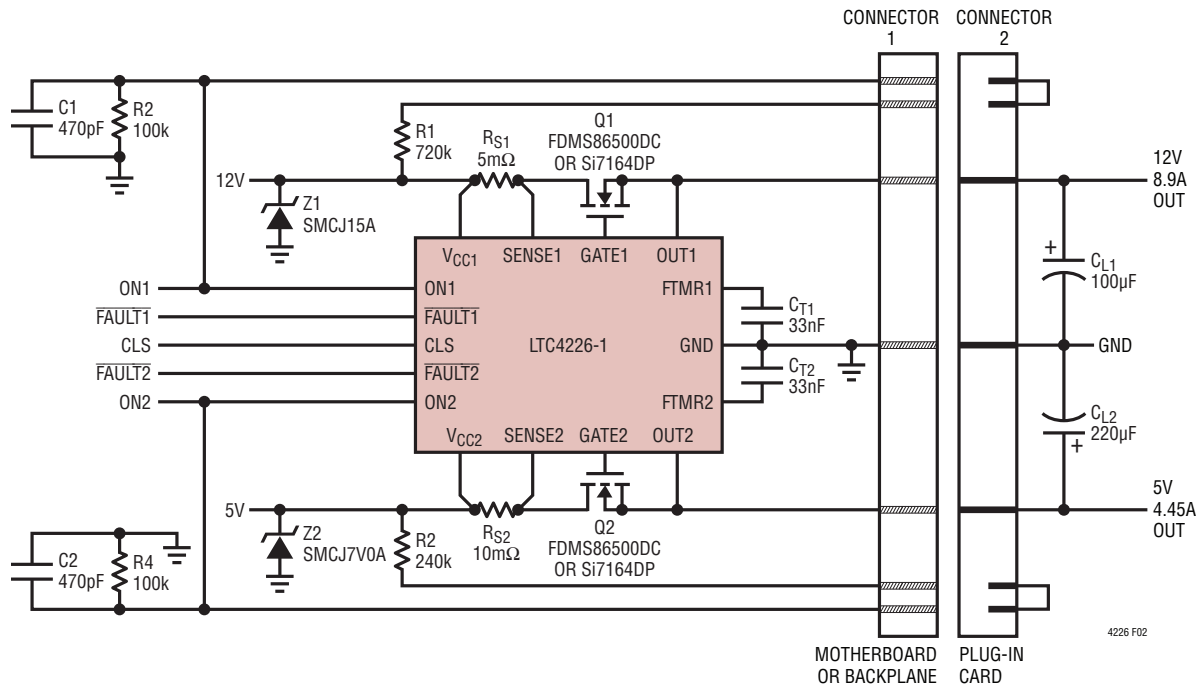 CONNECTOR
1
CONNECTOR
2
C1
470pF
R2
100k
R1
720k
RS1
5mΩ
Q1
FDMS86500DC
OR Si7164DP
12V
12V
8.9A
OUT
Z1
SMCJ15A
VCC1
SENSE1
GATE1
OUT1
ON1
ON1
FTMR1
FAULT1
FAULT1
CT1
33nF
CL1
100µF
+
CLS
CLS
LTC4226-1
GND
GND
FAULT2
FAULT2
CT2
33nF
ON2
ON2
FTMR2
CL2
220µF
+
VCC2
SENSE2
GATE2
OUT2
5V
5V
4.45A
OUT
Z2
SMCJ7V0A
R2
240k
RS2
10mΩ
Q2
FDMS86500DC
OR Si7164DP
C2
470pF
R4
100k
4226 F02
MOTHERBOARD
OR BACKPLANE
PLUG-IN
CARD